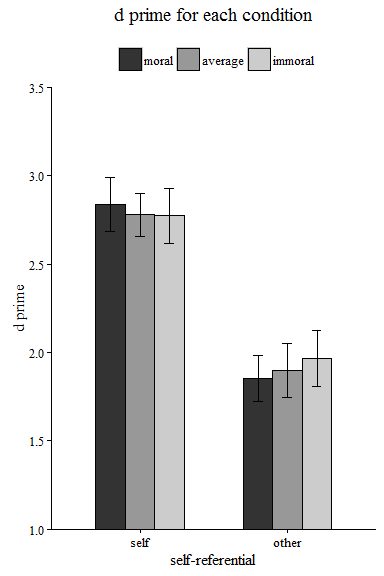 d prime for each condition
moral average immoral
3.5
3.0
2.5
2.0
1.5
1.0
d prime
self other
self-referential